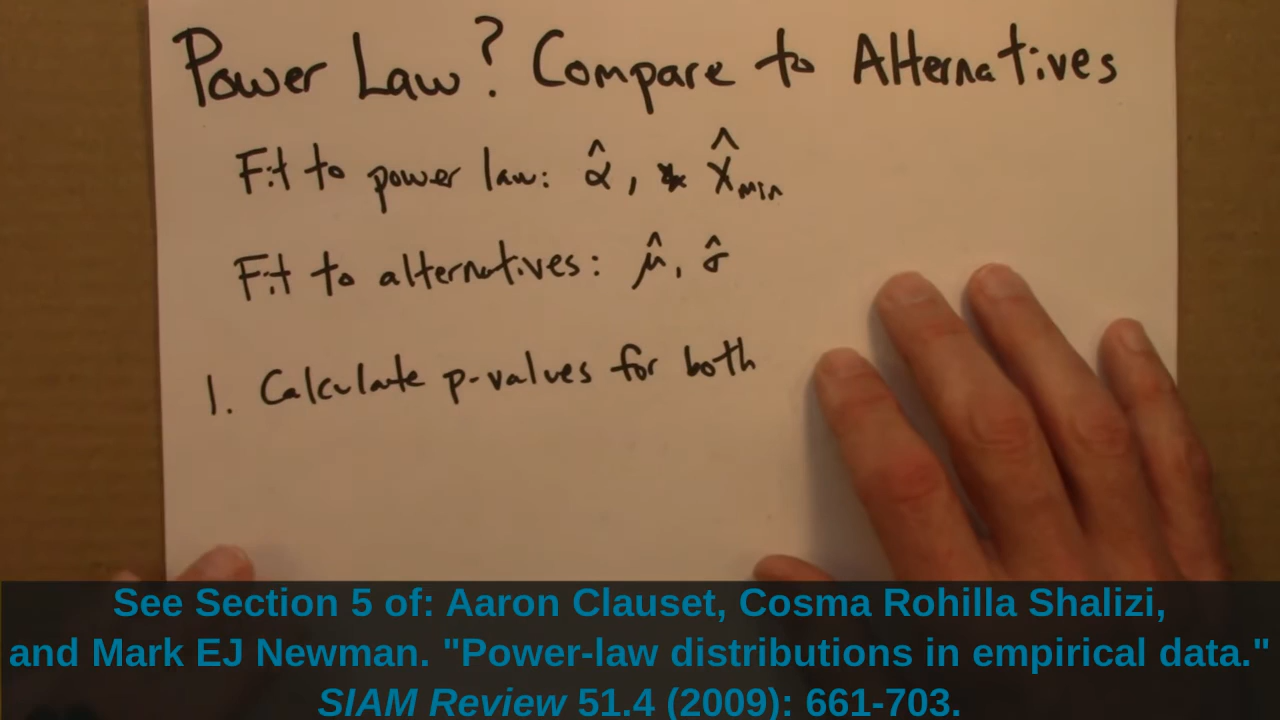 Power Law? Compare to Alternatives
Fit to power law: α̂, x̂min
Fit to alternatives: μ̂, σ̂
1. Calculate p-values for both
See Section 5 of: Aaron Clauset, Cosma Rohilla Shalizi,
and Mark EJ Newman. "Power-law distributions in empirical data."
SIAM Review 51.4 (2009): 661-703.